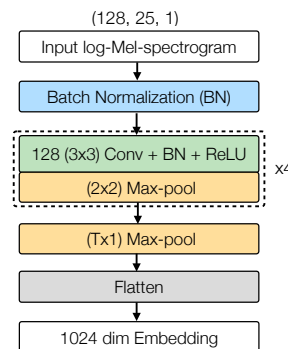 (128, 25, 1)
Input log-Mel-spectrogram
Batch Normalization (BN)
128 (3x3) Conv + BN + ReLU
x4
(2x2) Max-pool
(Tx1) Max-pool
Flatten
1024 dim Embedding